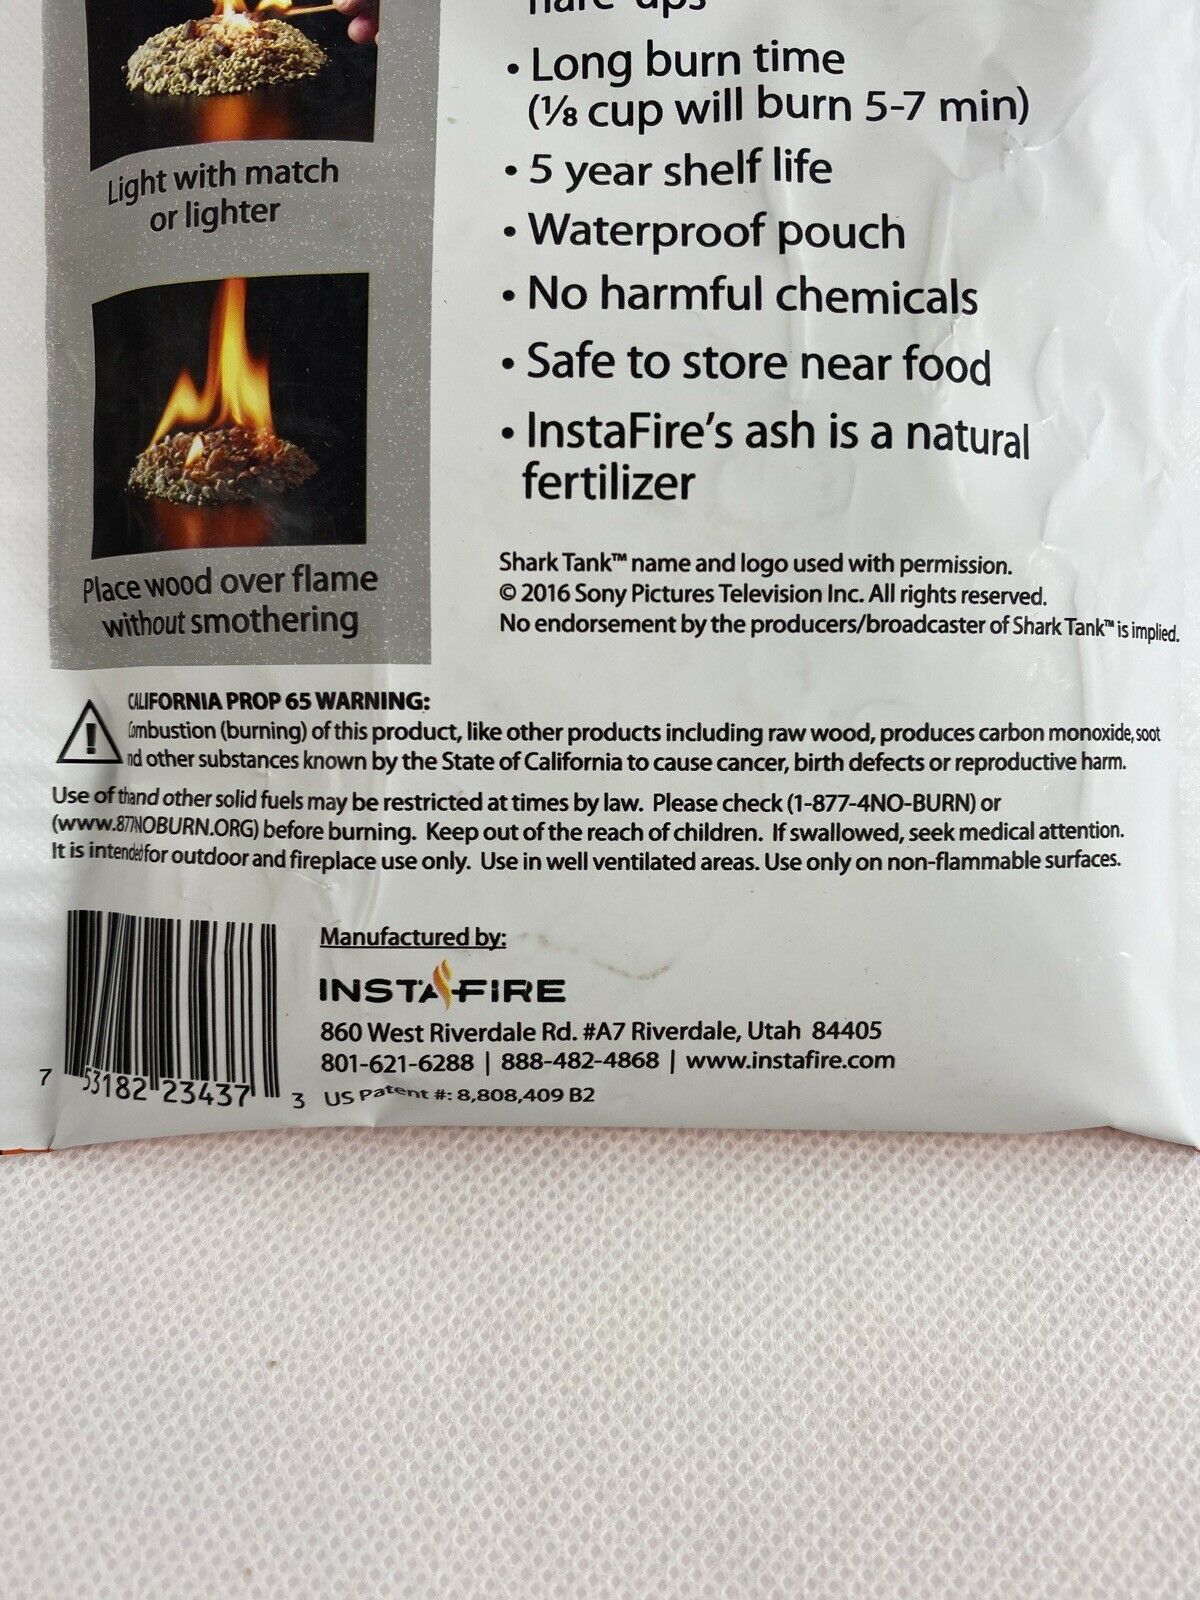 Light with match
or lighter
Place wood over flame
without smothering
flare-ups
• Long burn time
(⅛ cup will burn 5-7 min)
• 5 year shelf life
• Waterproof pouch
• No harmful chemicals
• Safe to store near food
• InstaFire's ash is a natural
fertilizer
Shark Tank™ name and logo used with permission.
© 2016 Sony Pictures Television Inc. All rights reserved.
No endorsement by the producers/broadcaster of Shark Tank™ is implied.
CALIFORNIA PROP 65 WARNING:
Combustion (burning) of this product, like other products including raw wood, produces carbon monoxide, soot
and other substances known by the State of California to cause cancer, birth defects or reproductive harm.
Use of th and other solid fuels may be restricted at times by law. Please check (1-877-4NO-BURN) or
(www.877NOBURN.ORG) before burning. Keep out of the reach of children. If swallowed, seek medical attention.
It is intended for outdoor and fireplace use only. Use in well ventilated areas. Use only on non-flammable surfaces.
Manufactured by:
INSTAFIRE
860 West Riverdale Rd. #A7 Riverdale, Utah 84405
801-621-6288 | 888-482-4868 | www.instafire.com
US Patent #: 8,808,409 B2
7 53182 23437 3